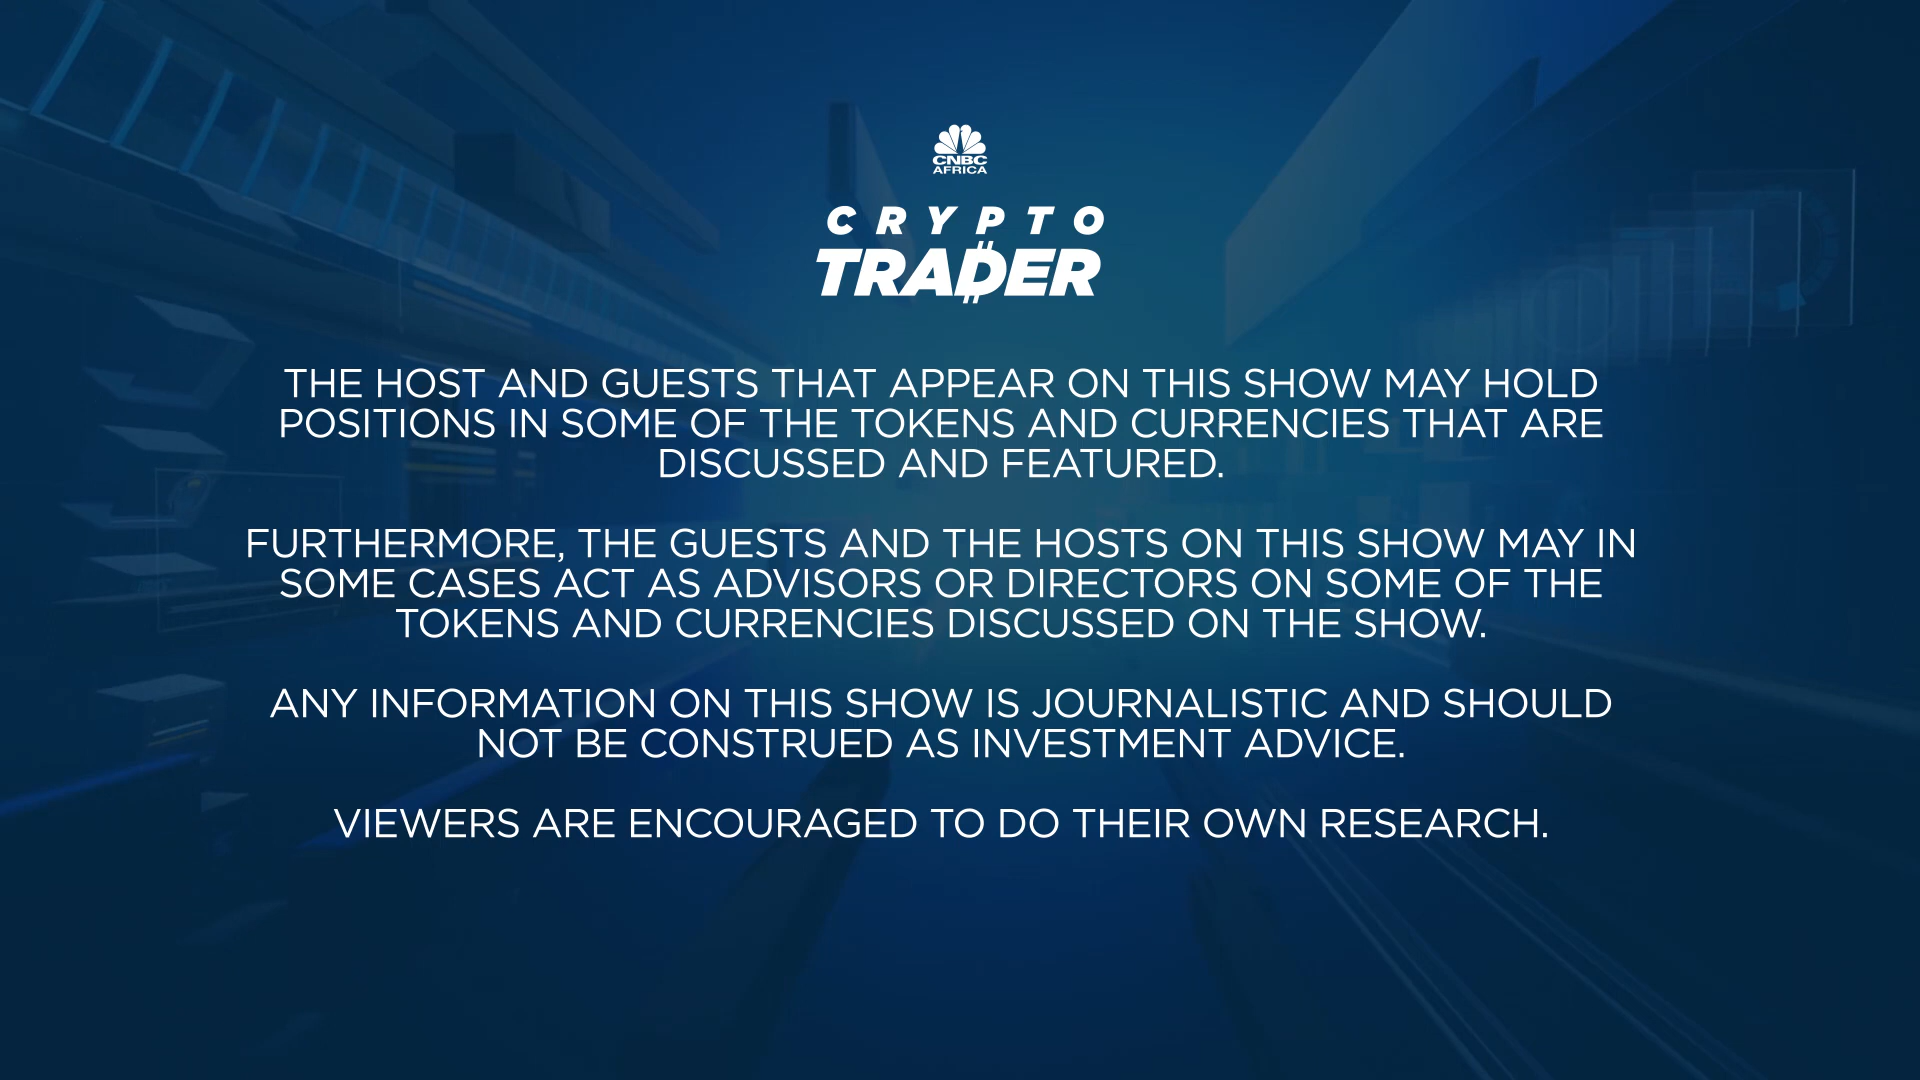 CNBC
AFRICA
CRYPTO
TRADER
THE HOST AND GUESTS THAT APPEAR ON THIS SHOW MAY HOLD
POSITIONS IN SOME OF THE TOKENS AND CURRENCIES THAT ARE
DISCUSSED AND FEATURED.
FURTHERMORE, THE GUESTS AND THE HOSTS ON THIS SHOW MAY IN
SOME CASES ACT AS ADVISORS OR DIRECTORS ON SOME OF THE
TOKENS AND CURRENCIES DISCUSSED ON THE SHOW.
ANY INFORMATION ON THIS SHOW IS JOURNALISTIC AND SHOULD
NOT BE CONSTRUED AS INVESTMENT ADVICE.
VIEWERS ARE ENCOURAGED TO DO THEIR OWN RESEARCH.